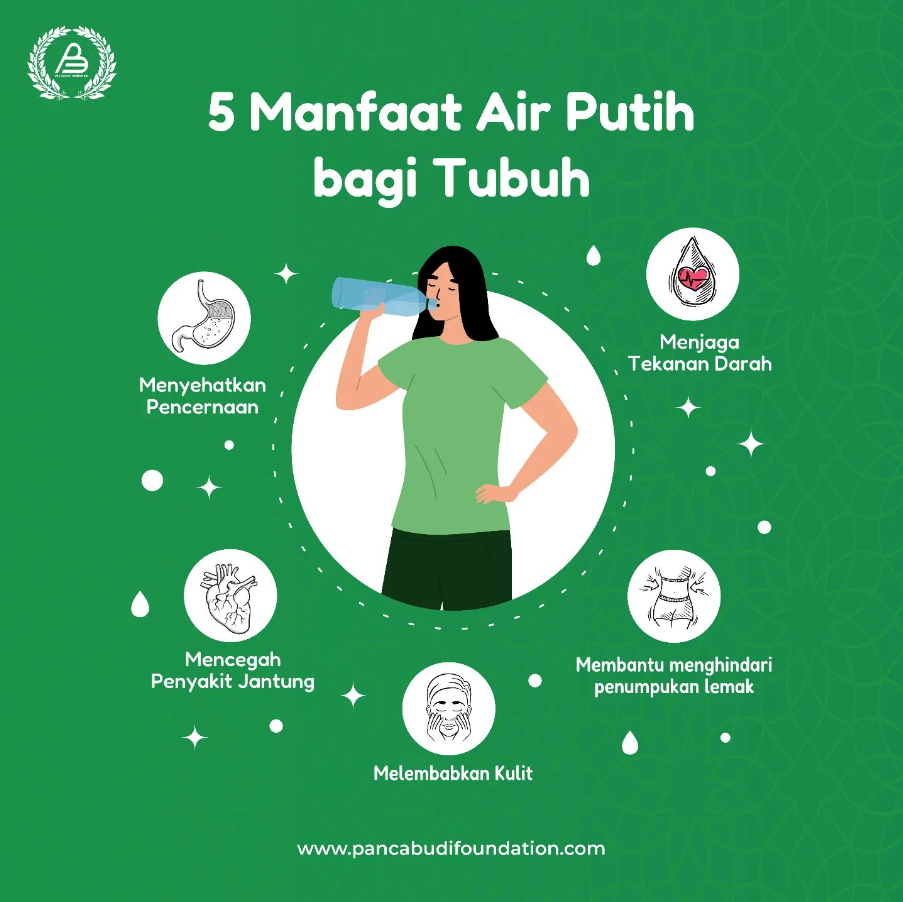 5 Manfaat Air Putih
bagi Tubuh
Menyehatkan
Pencernaan
Menjaga
Tekanan Darah
Mencegah
Penyakit Jantung
Membantu menghindari
penumpukan lemak
Melembabkan Kulit
www.pancabudifoundation.com